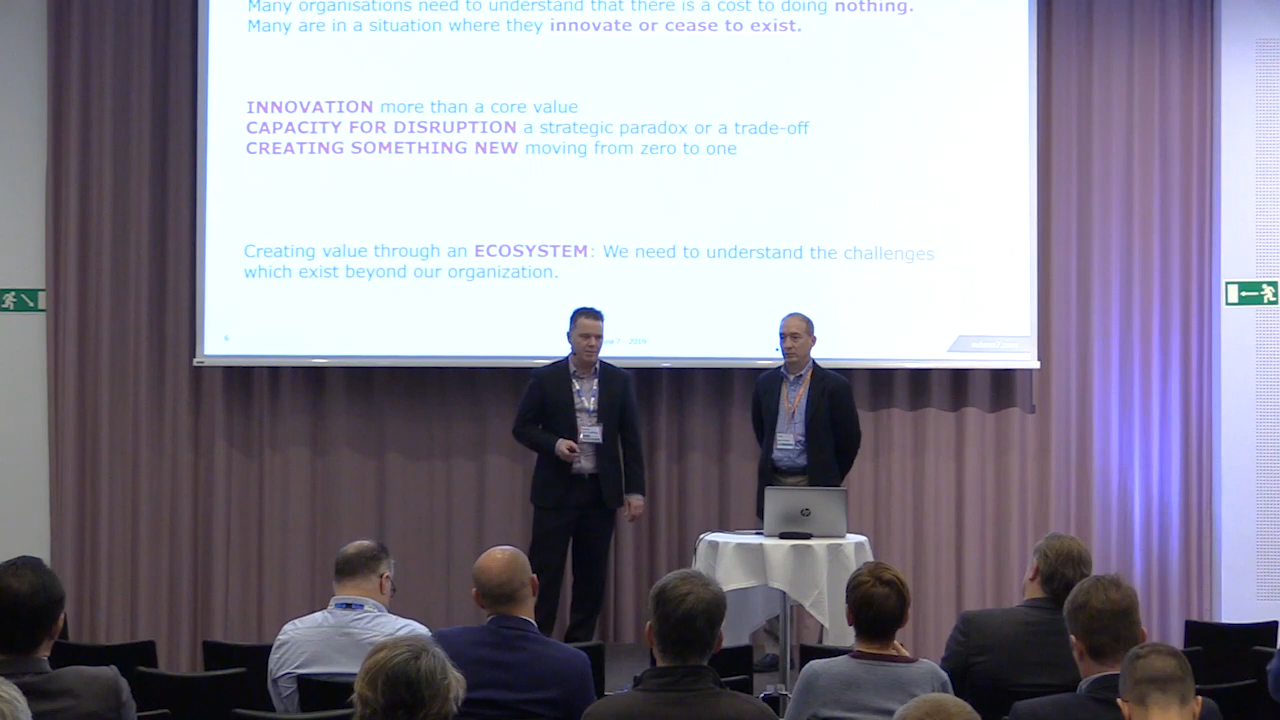 Many organisations need to understand that there is a cost to doing nothing.
Many are in a situation where they innovate or cease to exist.
INNOVATION more than a core value
CAPACITY FOR DISRUPTION a strategic paradox or a trade-off
CREATING SOMETHING NEW moving from zero to one
Creating value through an ECOSYSTEM: We need to understand the challenges
which exist beyond our organization.
6
hp